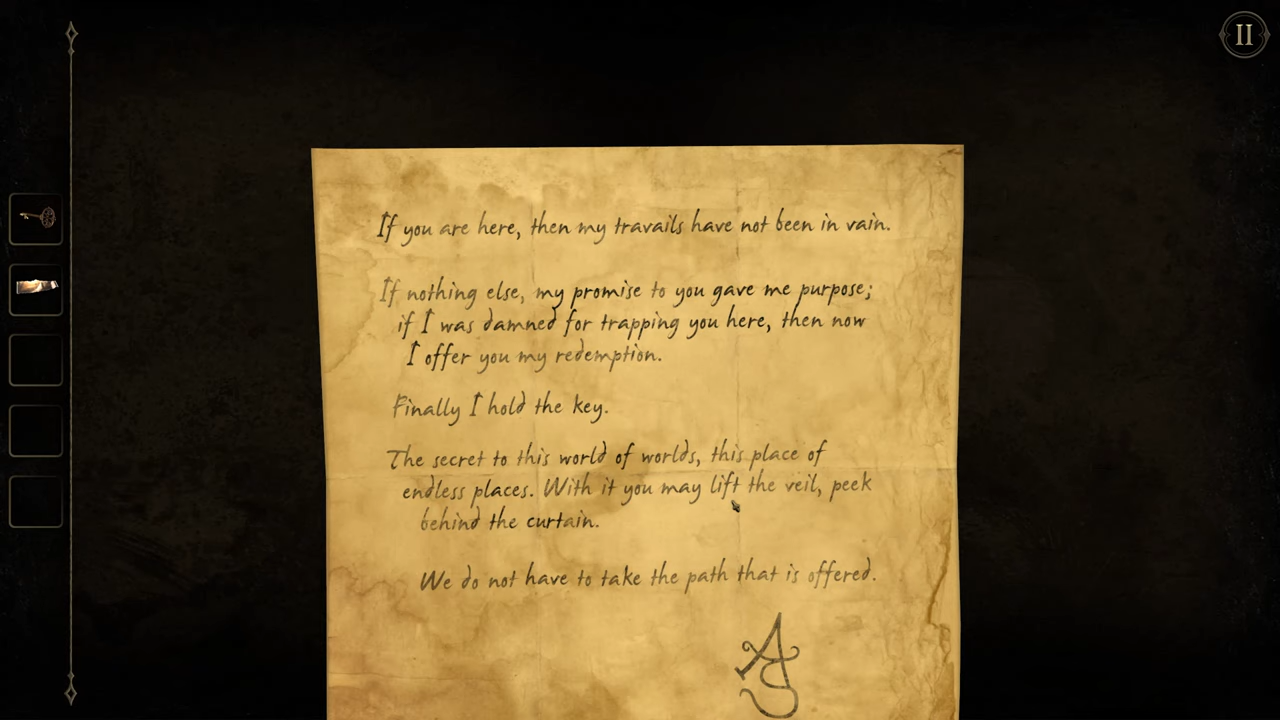 II
If you are here, then my travails have not been in vain.
If nothing else, my promise to you gave me purpose;
if I was damned for trapping you here, then now
I offer you my redemption.
Finally I hold the key.
The secret to this world of worlds, this place of
endless places. With it you may lift the veil, peek
behind the curtain.
We do not have to take the path that is offered.
AS